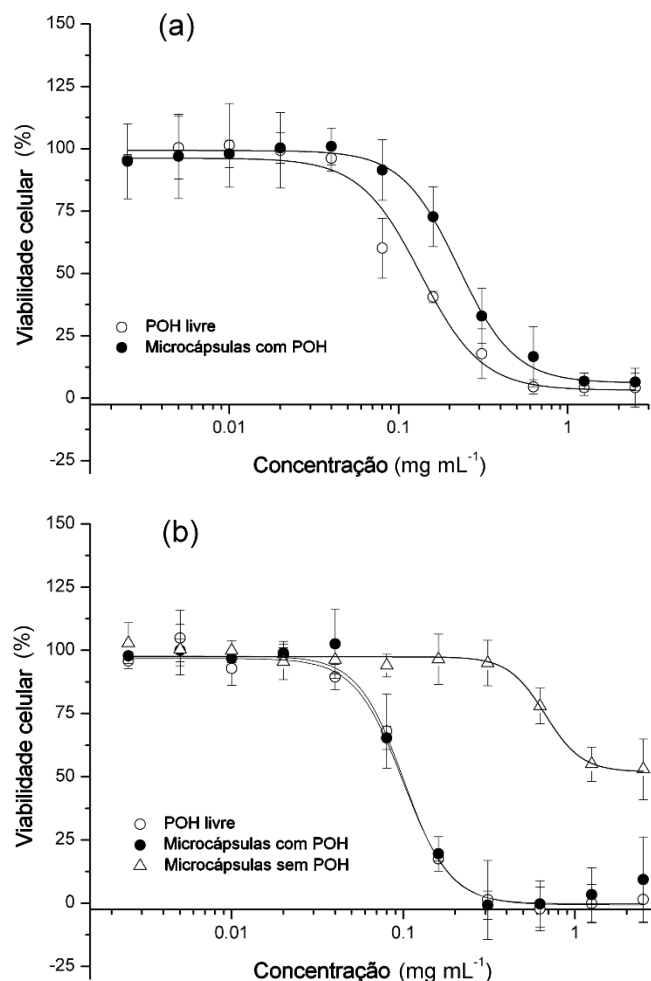 (a)
150
125
100
75
50
25
0
-25
Viabilidade celular (%)
POH livre
Microcápsulas com POH
0.01
0.1
1
Concentração (mg mL⁻¹)
(b)
150
125
100
75
50
25
0
-25
Viabilidade celular (%)
POH livre
Microcápsulas com POH
Microcápsulas sem POH
0.01
0.1
1
Concentração (mg mL⁻¹)